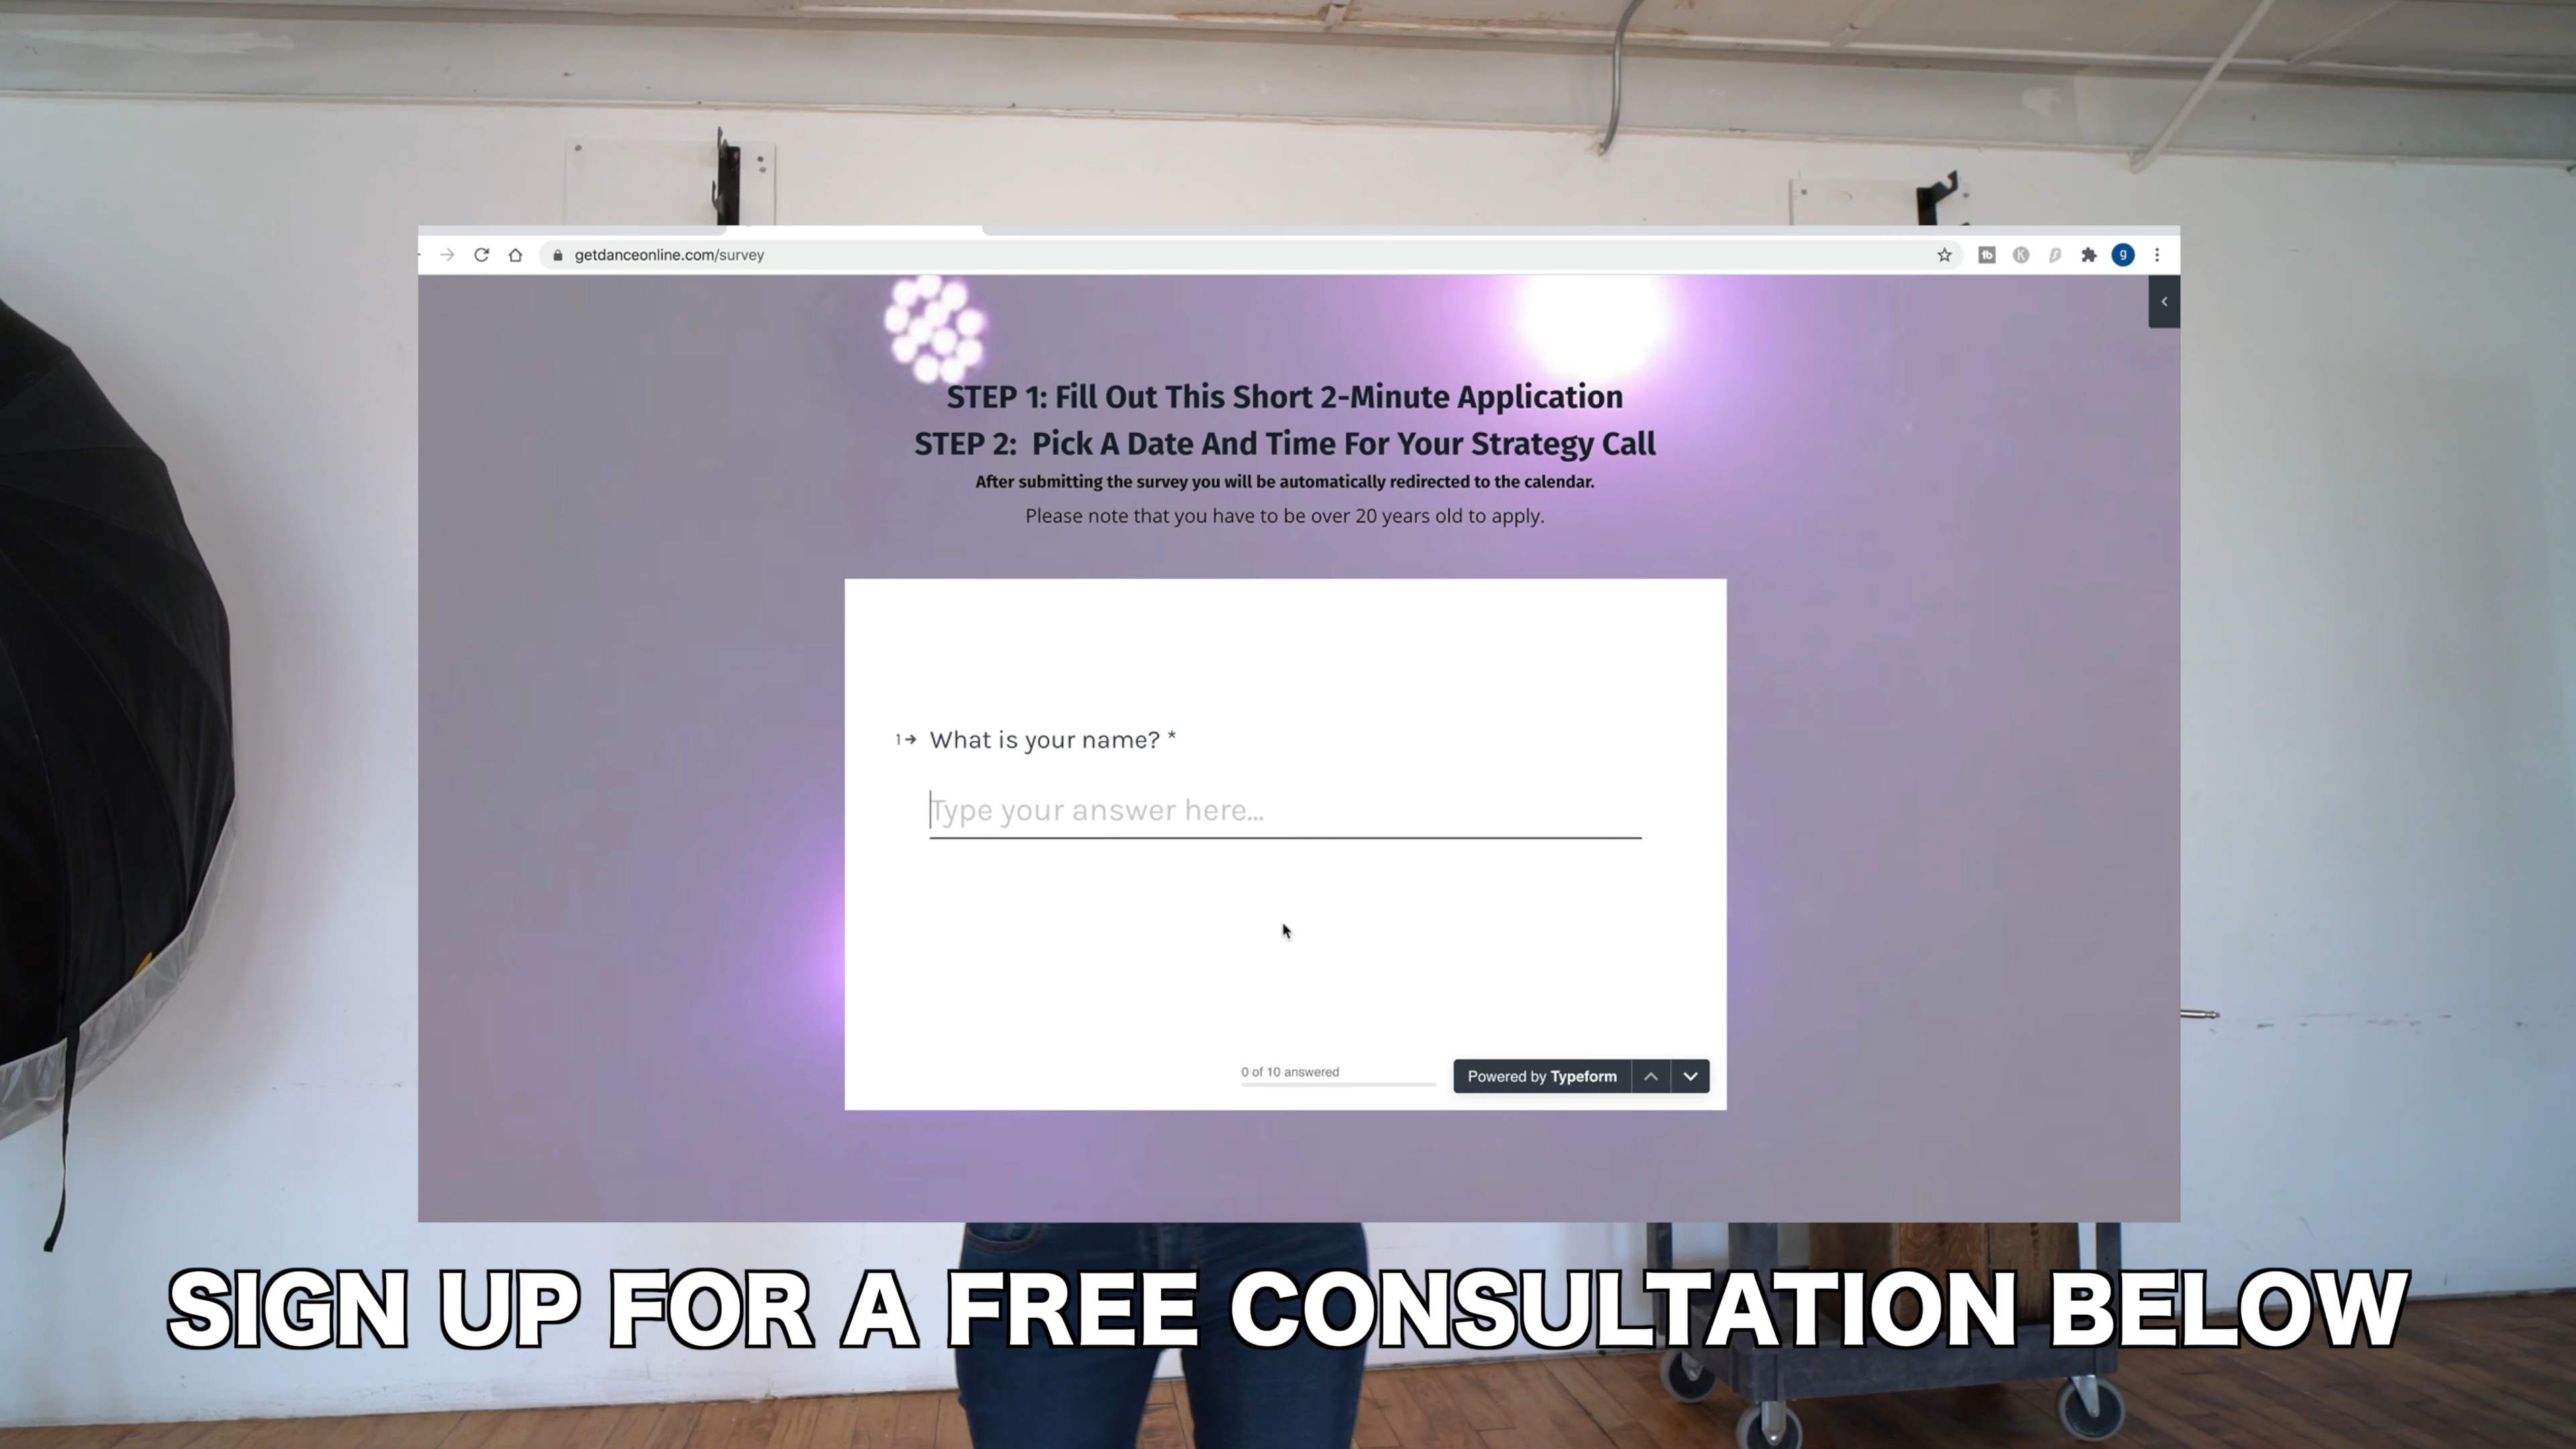 getdanceonline.com/survey
STEP 1: Fill Out This Short 2-Minute Application
STEP 2: Pick A Date And Time For Your Strategy Call
After submitting the survey you will be automatically redirected to the calendar.
Please note that you have to be over 20 years old to apply.
1 → What is your name? *
Type your answer here...
0 of 10 answered
Powered by Typeform
SIGN UP FOR A FREE CONSULTATION BELOW